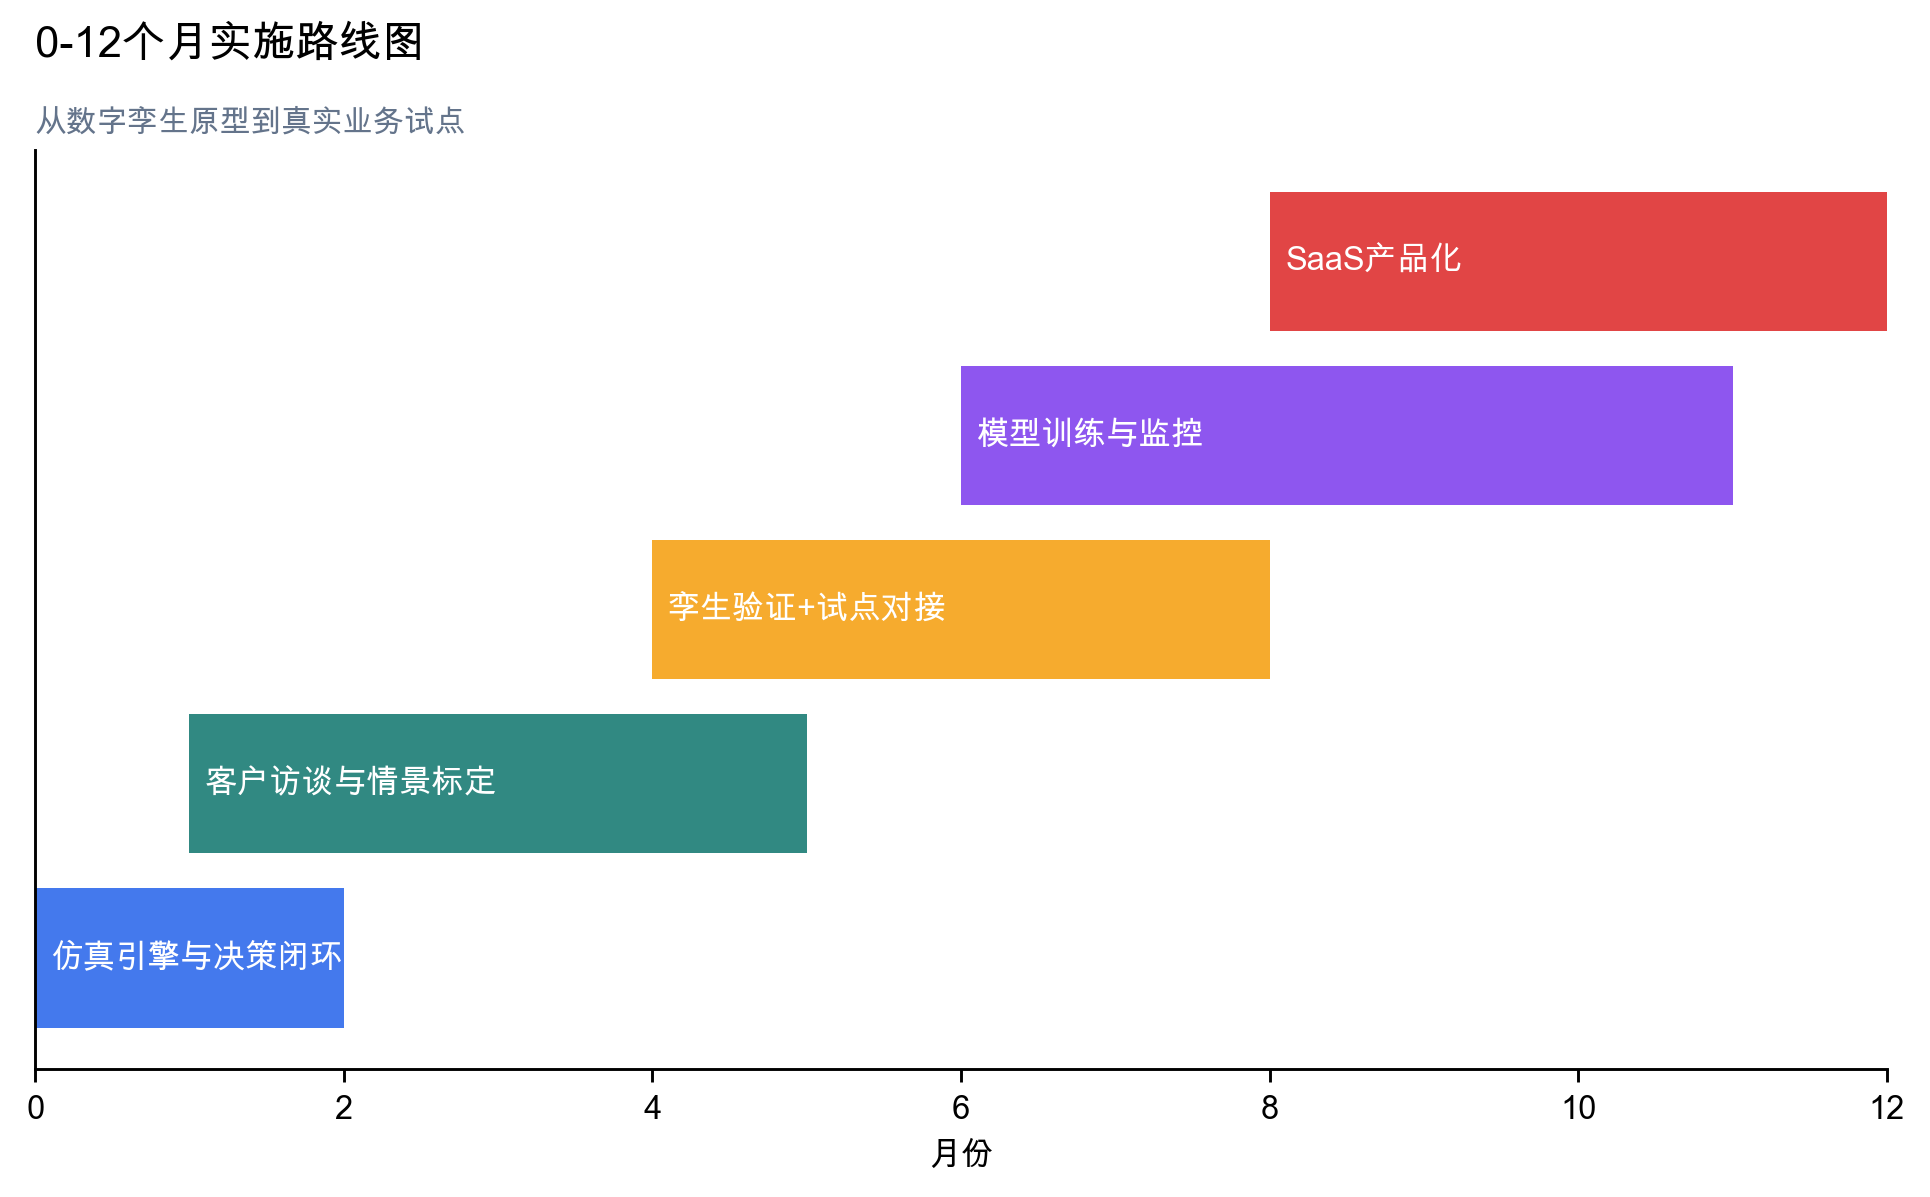 0-12个月实施路线图
从数字孪生原型到真实业务试点
SaaS产品化
模型训练与监控
孪生验证+试点对接
客户访谈与情景标定
仿真引擎与决策闭环
0 2 4 6 8 10 12
月份